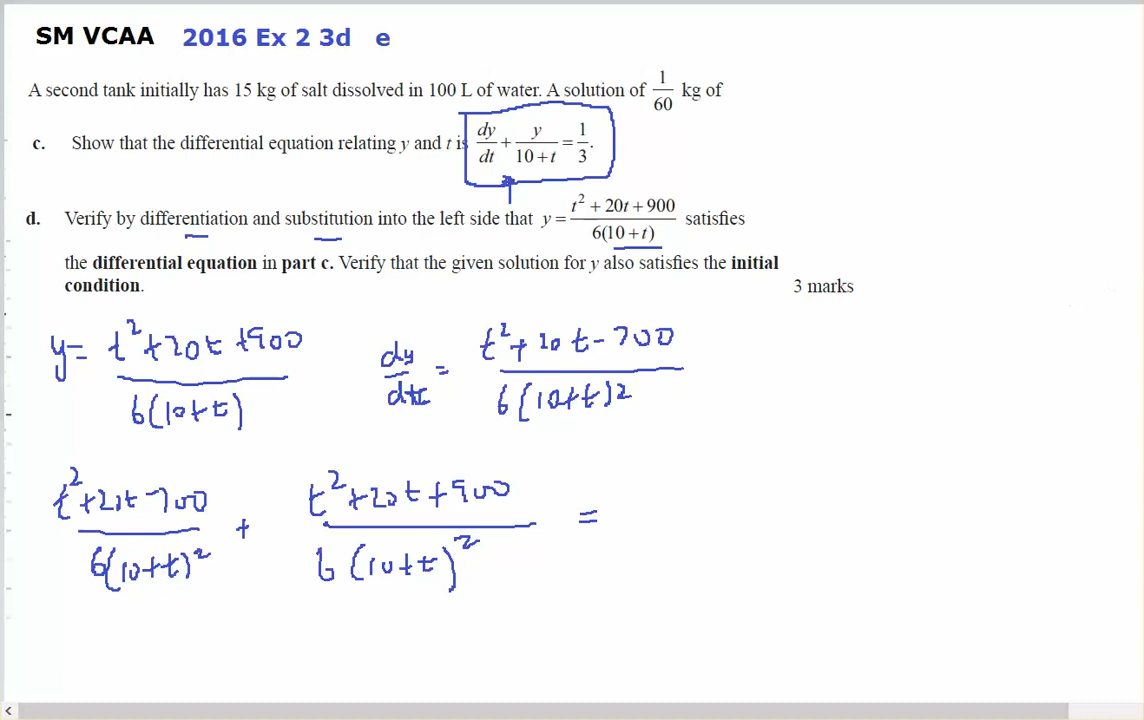 SM VCAA 2016 Ex 2 3d e
A second tank initially has 15 kg of salt dissolved in 100 L of water. A solution of 1/60 kg of
c. Show that the differential equation relating y and t is dy/dt + y/(10+t) = 1/3.
d. Verify by differentiation and substitution into the left side that y = (t² + 20t + 900)/(6(10+t)) satisfies
the differential equation in part c. Verify that the given solution for y also satisfies the initial
condition. 3 marks
y = (t² + 20t + 900)/(6(10+t)) dy/dt = (t² + 20t - 700)/(6(10+t)2)
(t² + 20t - 700)/(6(10+t)²) + (t² + 20t + 900)/(6(10+t)²) =